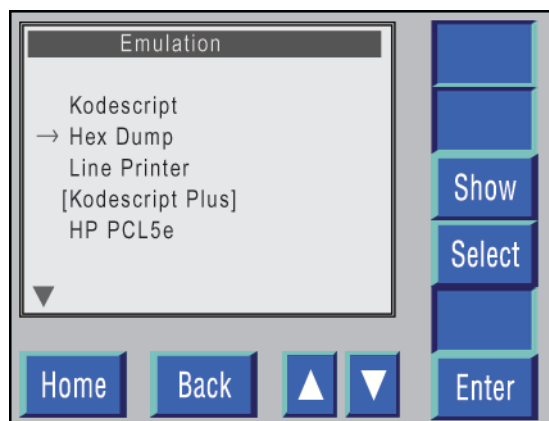 Emulation
Kodescript
→ Hex Dump
Line Printer
[Kodescript Plus]
HP PCL5e
Show
Select
Home
Back
Enter